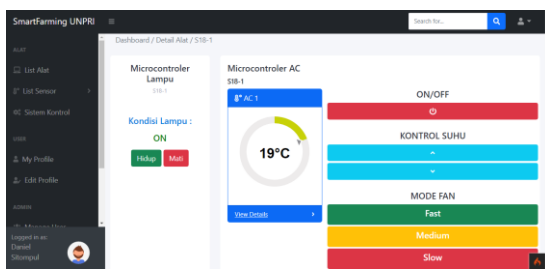 SmartFarming UNPRI
Search for...
ALAT
List Alat
List Sensor
Sistem Kontrol
USER
My Profile
Edit Profile
ADMIN
Manage User
Logged in as:
Daniel
Sitompul
Dashboard / Detail Alat / S18-1
Microcontroler
Lampu
S18-1
Kondisi Lampu :
ON
Hidup
Mati
Microcontroler AC
S18-1
AC 1
19°C
View Details
ON/OFF
KONTROL SUHU
MODE FAN
Fast
Medium
Slow